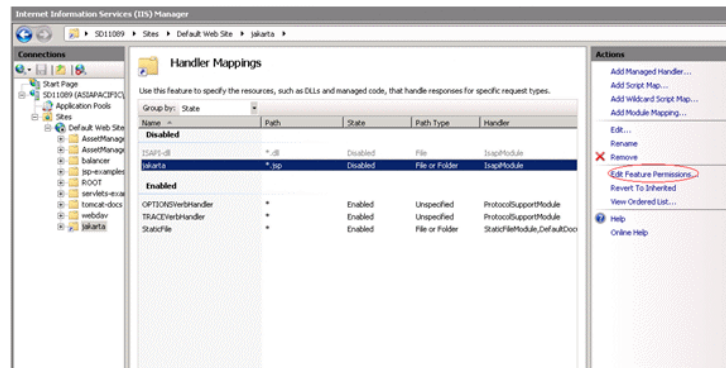 Internet Information Services (IIS) Manager
SD11089 ▸ Sites ▸ Default Web Site ▸ jakarta ▸
Connections
Start Page
SD11089 (ASIAPACIFIC\
Application Pools
Sites
Default Web Site
AssetManag
AssetManag
balancer
jsp-examples
ROOT
servlets-exam
tomcat-docs
webdav
jakarta
Handler Mappings
Use this feature to specify the resources, such as DLLs and managed code, that handle responses for specific request types.
Group by: State
Name Path State Path Type Handler
Disabled
ISAPI-dll *.dll Disabled File IsapiModule
jakarta *.jsp Disabled File or Folder IsapiModule
Enabled
OPTIONSVerbHandler * Enabled Unspecified ProtocolSupportModule
TRACEVerbHandler * Enabled Unspecified ProtocolSupportModule
StaticFile * Enabled File or Folder StaticFileModule,DefaultDoc
Actions
Add Managed Handler...
Add Script Map...
Add Wildcard Script Map...
Add Module Mapping...
Edit...
Rename
Remove
Edit Feature Permissions...
Revert To Inherited
View Ordered List...
Help
Online Help